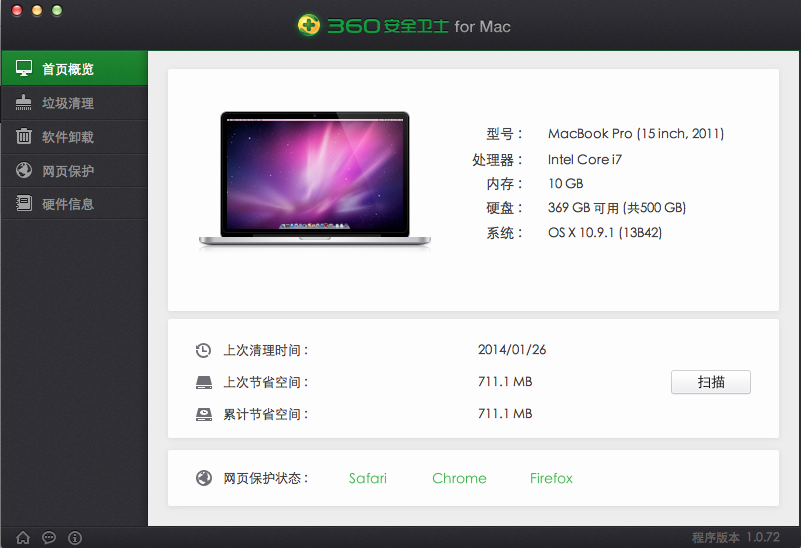 360安全卫士 for Mac
首页概览
垃圾清理
软件卸载
网页保护
硬件信息
型号： MacBook Pro (15 inch, 2011)
处理器： Intel Core i7
内存： 10 GB
硬盘： 369 GB 可用 (共500 GB)
系统： OS X 10.9.1 (13B42)
上次清理时间： 2014/01/26
上次节省空间： 711.1 MB
扫描
累计节省空间： 711.1 MB
网页保护状态： Safari Chrome Firefox
程序版本 1.0.72